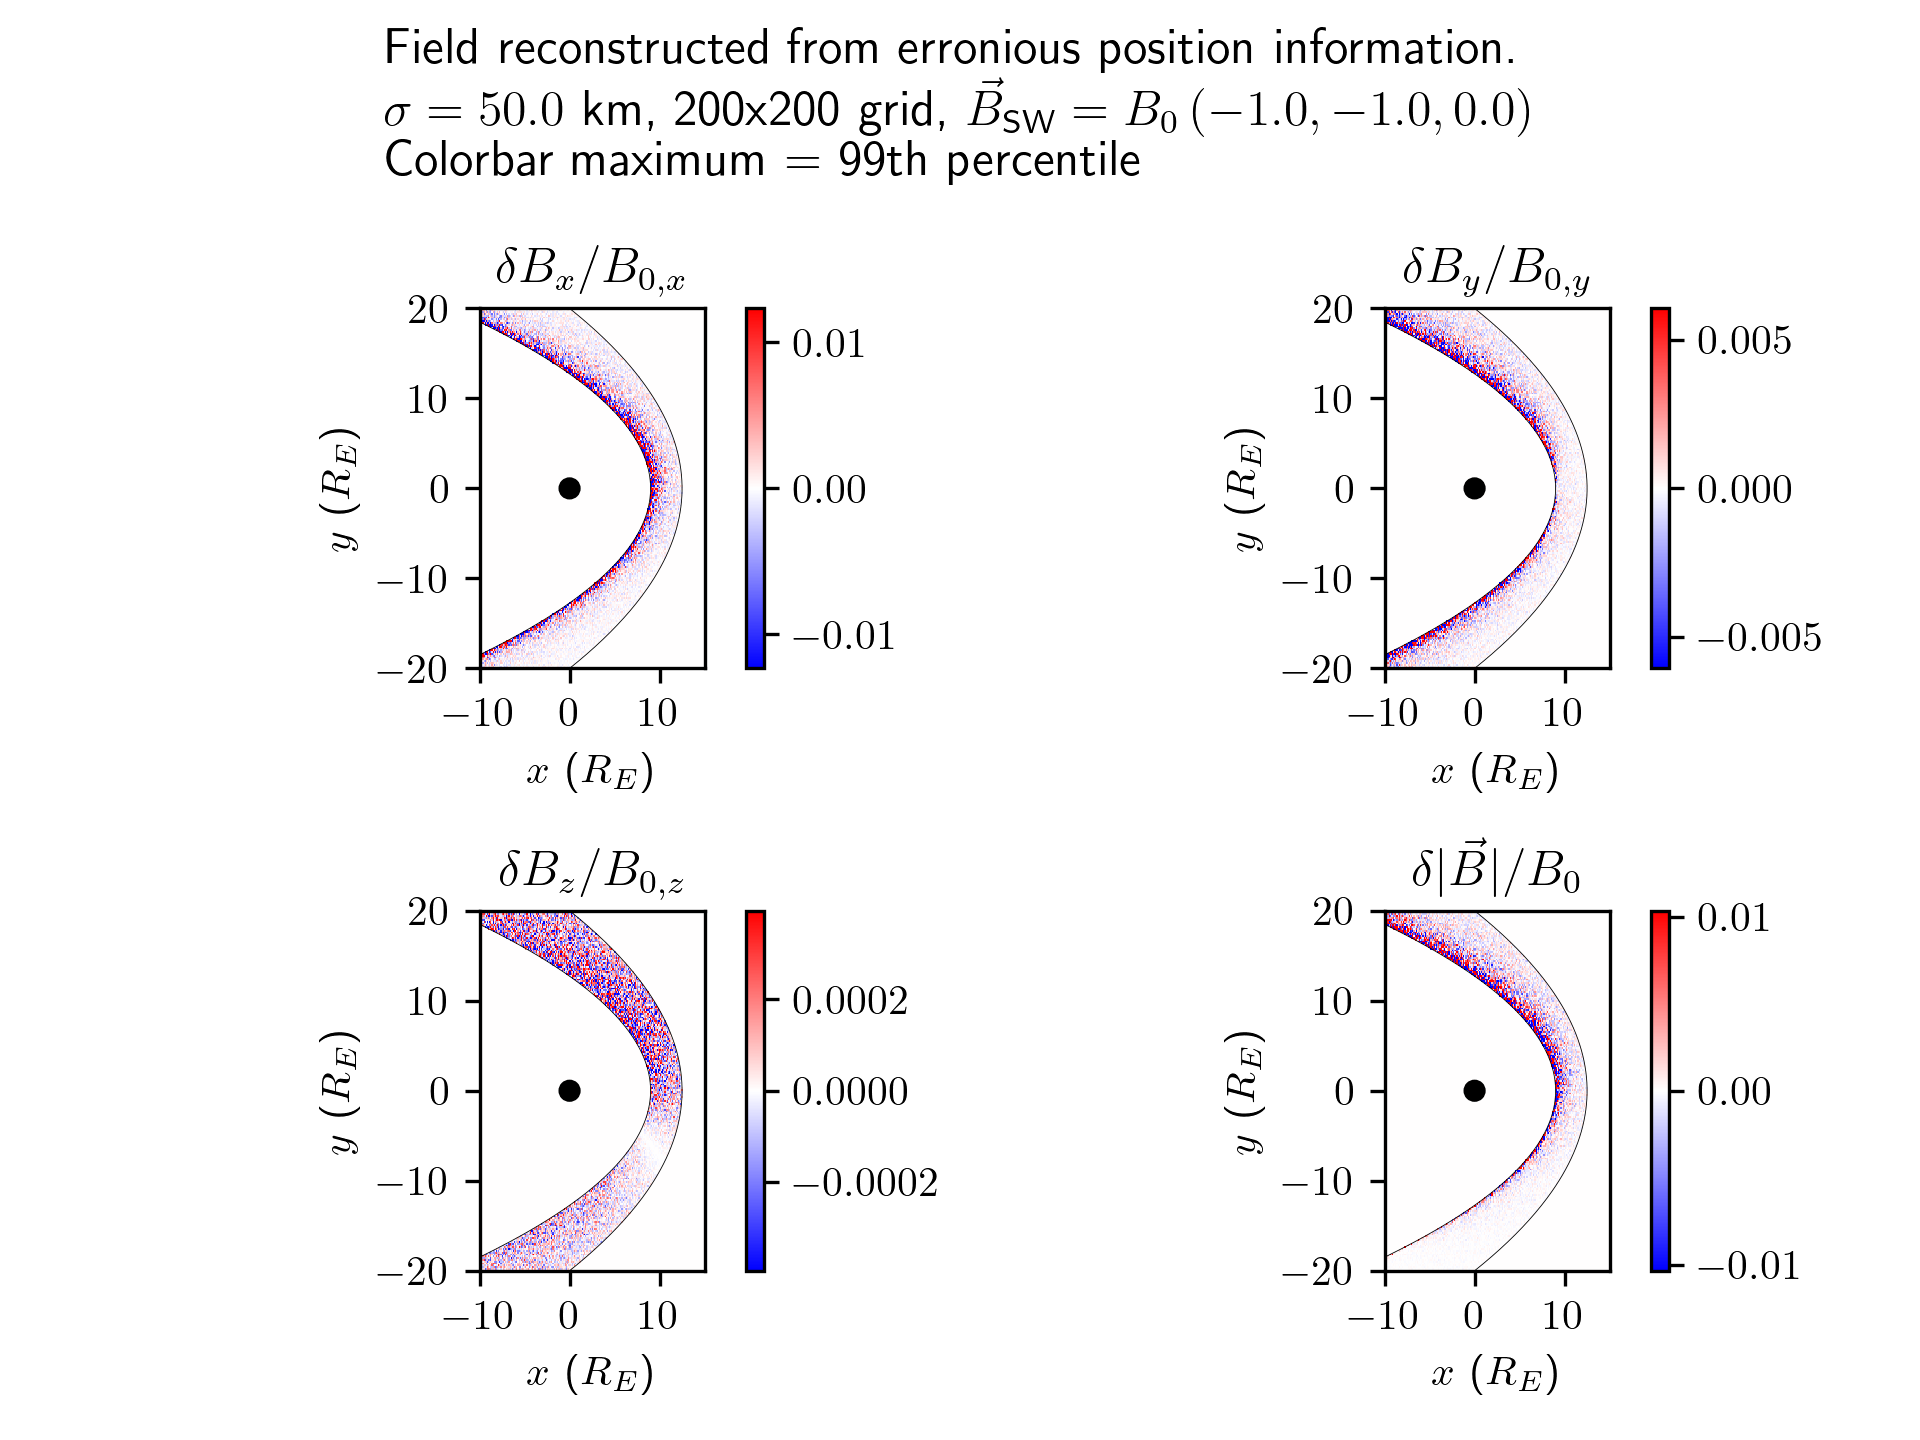 Field reconstructed from erronious position information.
σ = 50.0 km, 200x200 grid, B⃗_SW = B₀ (−1.0, −1.0, 0.0)
Colorbar maximum = 99th percentile
δB_x/B_{0,x}
20
10
0
−10
−20
−10 0 10
y (R_E)
x (R_E)
0.01
0.00
−0.01
δB_y/B_{0,y}
20
10
0
−10
−20
−10 0 10
y (R_E)
x (R_E)
0.005
0.000
−0.005
δB_z/B_{0,z}
20
10
0
−10
−20
−10 0 10
y (R_E)
x (R_E)
0.0002
0.0000
−0.0002
δ|B⃗|/B₀
20
10
0
−10
−20
−10 0 10
y (R_E)
x (R_E)
0.01
0.00
−0.01